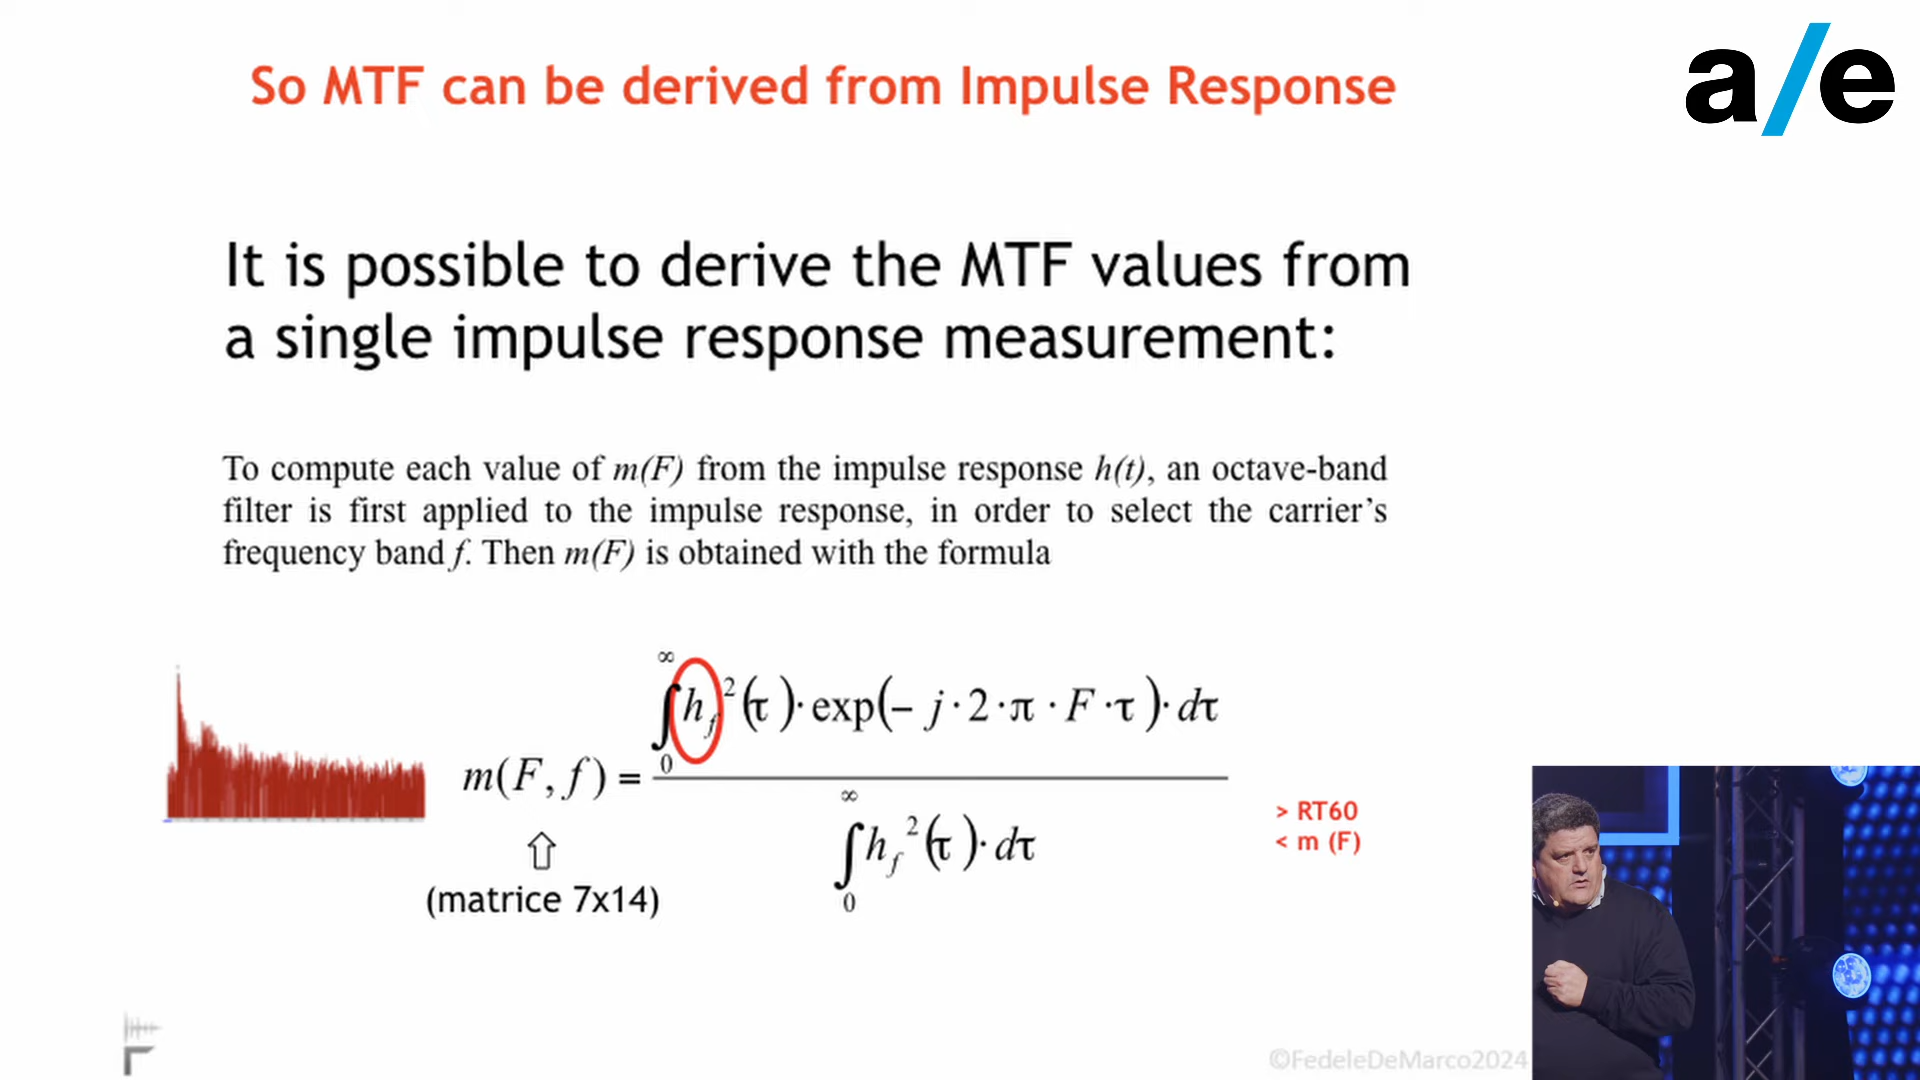 So MTF can be derived from Impulse Response
a/e
It is possible to derive the MTF values from
a single impulse response measurement:
To compute each value of m(F) from the impulse response h(t), an octave-band
filter is first applied to the impulse response, in order to select the carrier’s
frequency band f. Then m(F) is obtained with the formula
m(F, f) = ∫₀^∞ h_f²(τ)·exp(− j·2·π·F·τ)·dτ / ∫₀^∞ h_f²(τ)·dτ
(matrice 7x14)
> RT60
< m (F)
©FedeleDeMarco2024